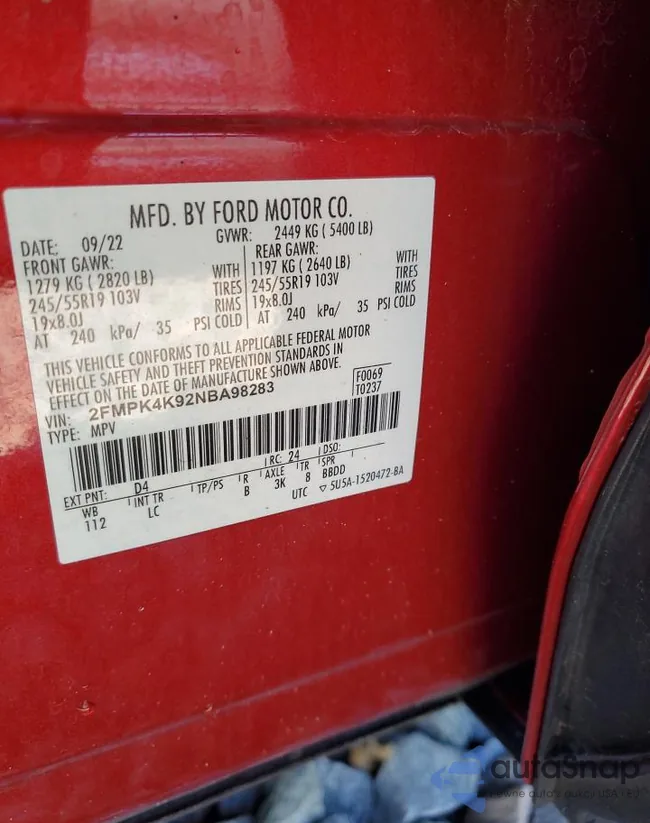 MFD. BY FORD MOTOR CO.
DATE: 09/22 GVWR: 2449 KG ( 5400 LB)
FRONT GAWR: REAR GAWR:
1279 KG ( 2820 LB) WITH 1197 KG ( 2640 LB) WITH
245/55R19 103V TIRES 245/55R19 103V TIRES
19x8.0J RIMS 19x8.0J RIMS
AT 240 kPa/ 35 PSI COLD AT 240 kPa/ 35 PSI COLD
THIS VEHICLE CONFORMS TO ALL APPLICABLE FEDERAL MOTOR
VEHICLE SAFETY AND THEFT PREVENTION STANDARDS IN
EFFECT ON THE DATE OF MANUFACTURE SHOWN ABOVE.
VIN: 2FMPK4K92NBA98283 F0069
TYPE: MPV T0237
EXT PNT: D4 RC: 24 DSO:
WB INT TR TP/PS R AXLE TR SPR
112 LC B 3K 8 BBDD
UTC 5U5A-1520472-BA
autoSnap